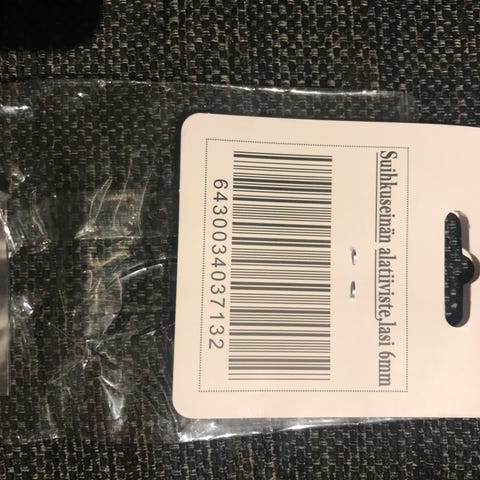 Suihkuseinän alatiiviste,lasi 6mm
6430034037132